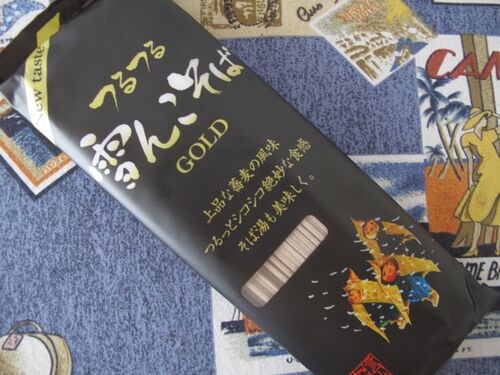 New taste
つるつる
雪んこそば
GOLD
上品な蕎麦の風味
つるっとシコシコ絶妙な食感
そば湯も美味しく。
CAN
DE B